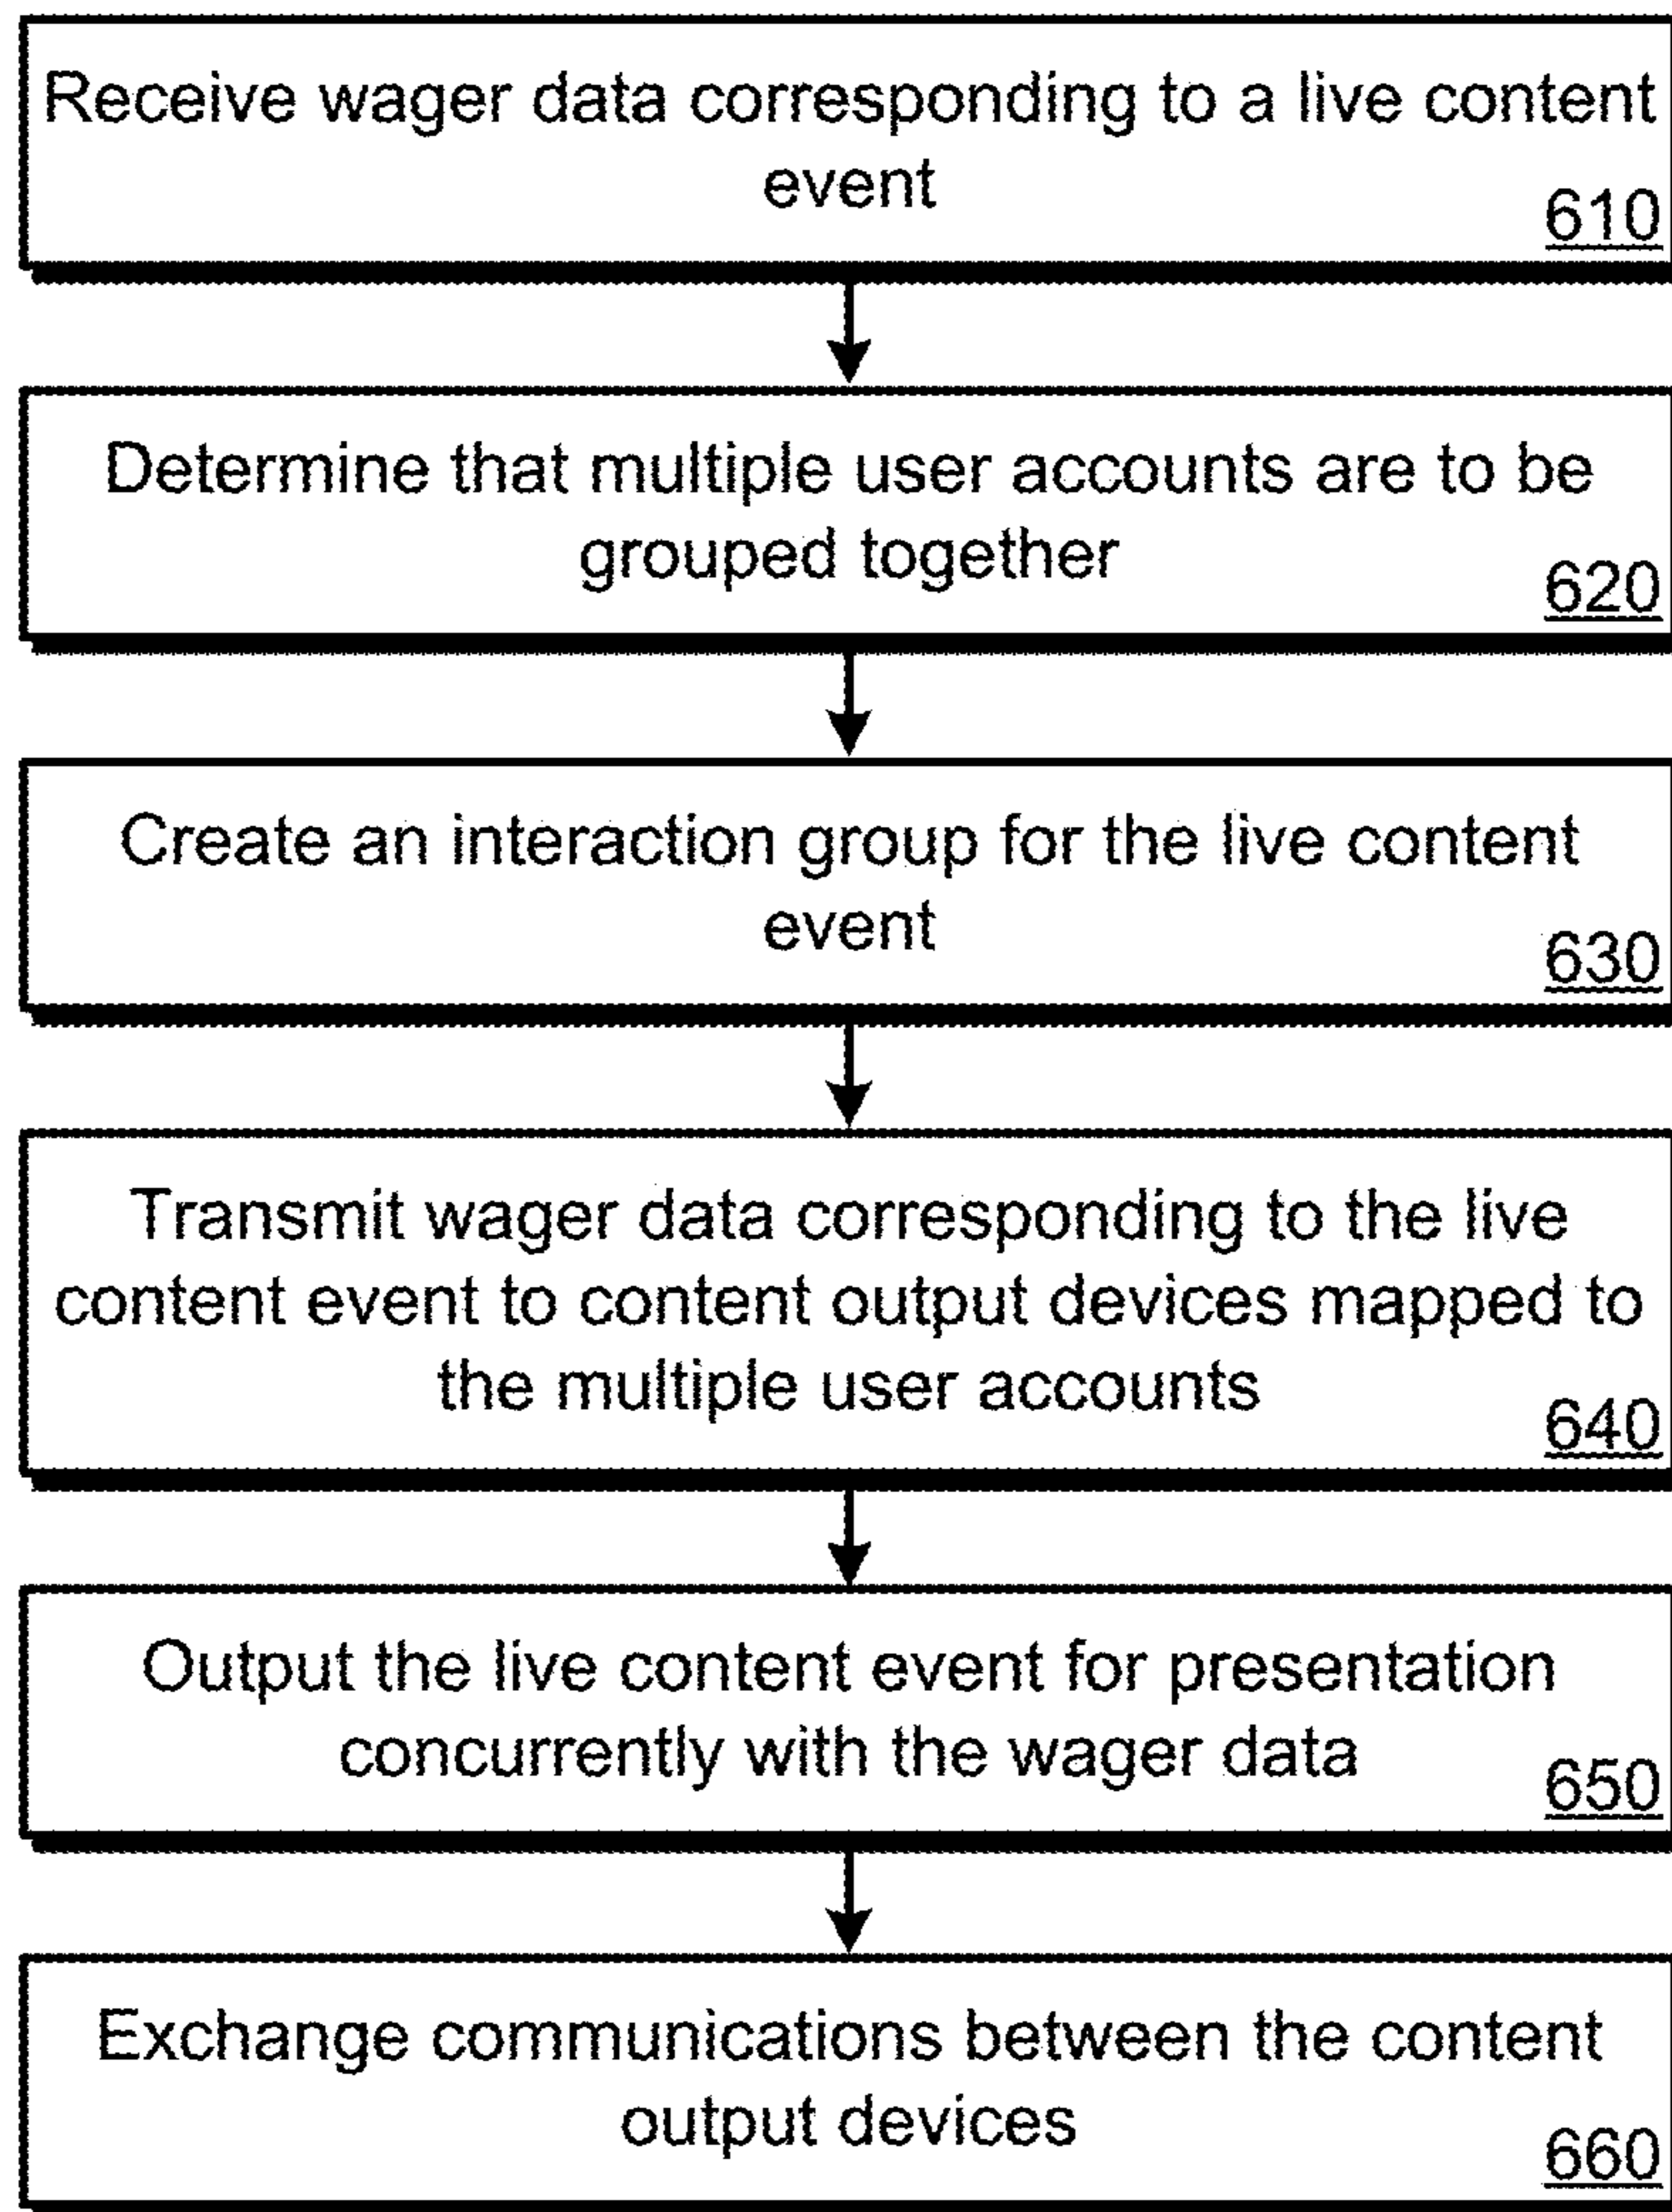 Receive wager data corresponding to a live content
event
610
Determine that multiple user accounts are to be
grouped together
620
Create an interaction group for the live content
event
630
Transmit wager data corresponding to the live
content event to content output devices mapped to
the multiple user accounts
640
Output the live content event for presentation
concurrently with the wager data
650
Exchange communications between the content
output devices
660